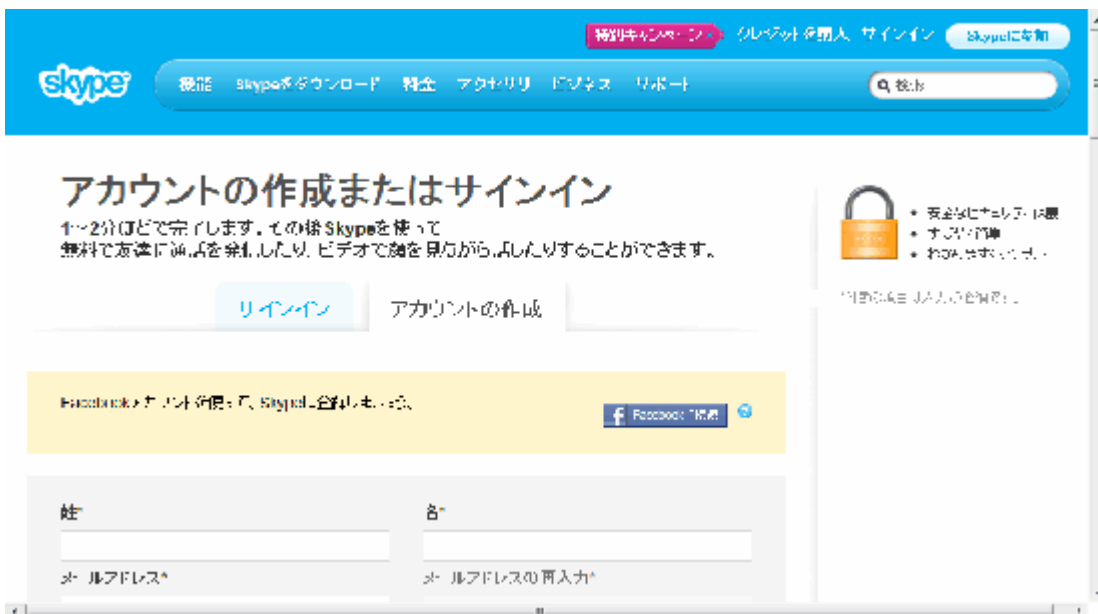 特別キャンペーン クレジットを購入 サインイン Skypeに参加
skype 機能 Skypeをダウンロード 料金 アクセサリ ビジネス サポート 検索
アカウントの作成またはサインイン
1～2分ほどで完了します。その後Skypeを使って
無料で友達に通話を発信したり、ビデオで顔を見ながら話したりすることができます。
サインイン アカウントの作成
Facebookアカウントを使って、Skypeに登録しましょう。
Facebook
姓* 名*
メールアドレス* メールアドレスの再入力*
簡単